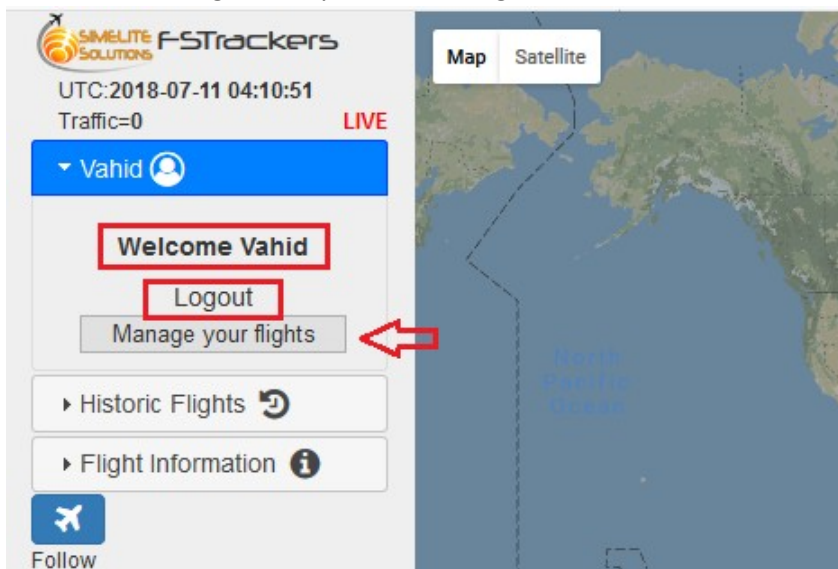 SIMELITE
SOLUTIONS
FSTrackers
UTC:2018-07-11 04:10:51
Traffic=0 LIVE
Vahid
Welcome Vahid
Logout
Manage your flights
Historic Flights
Flight Information
Follow
Map Satellite
North
Pacific
Ocean